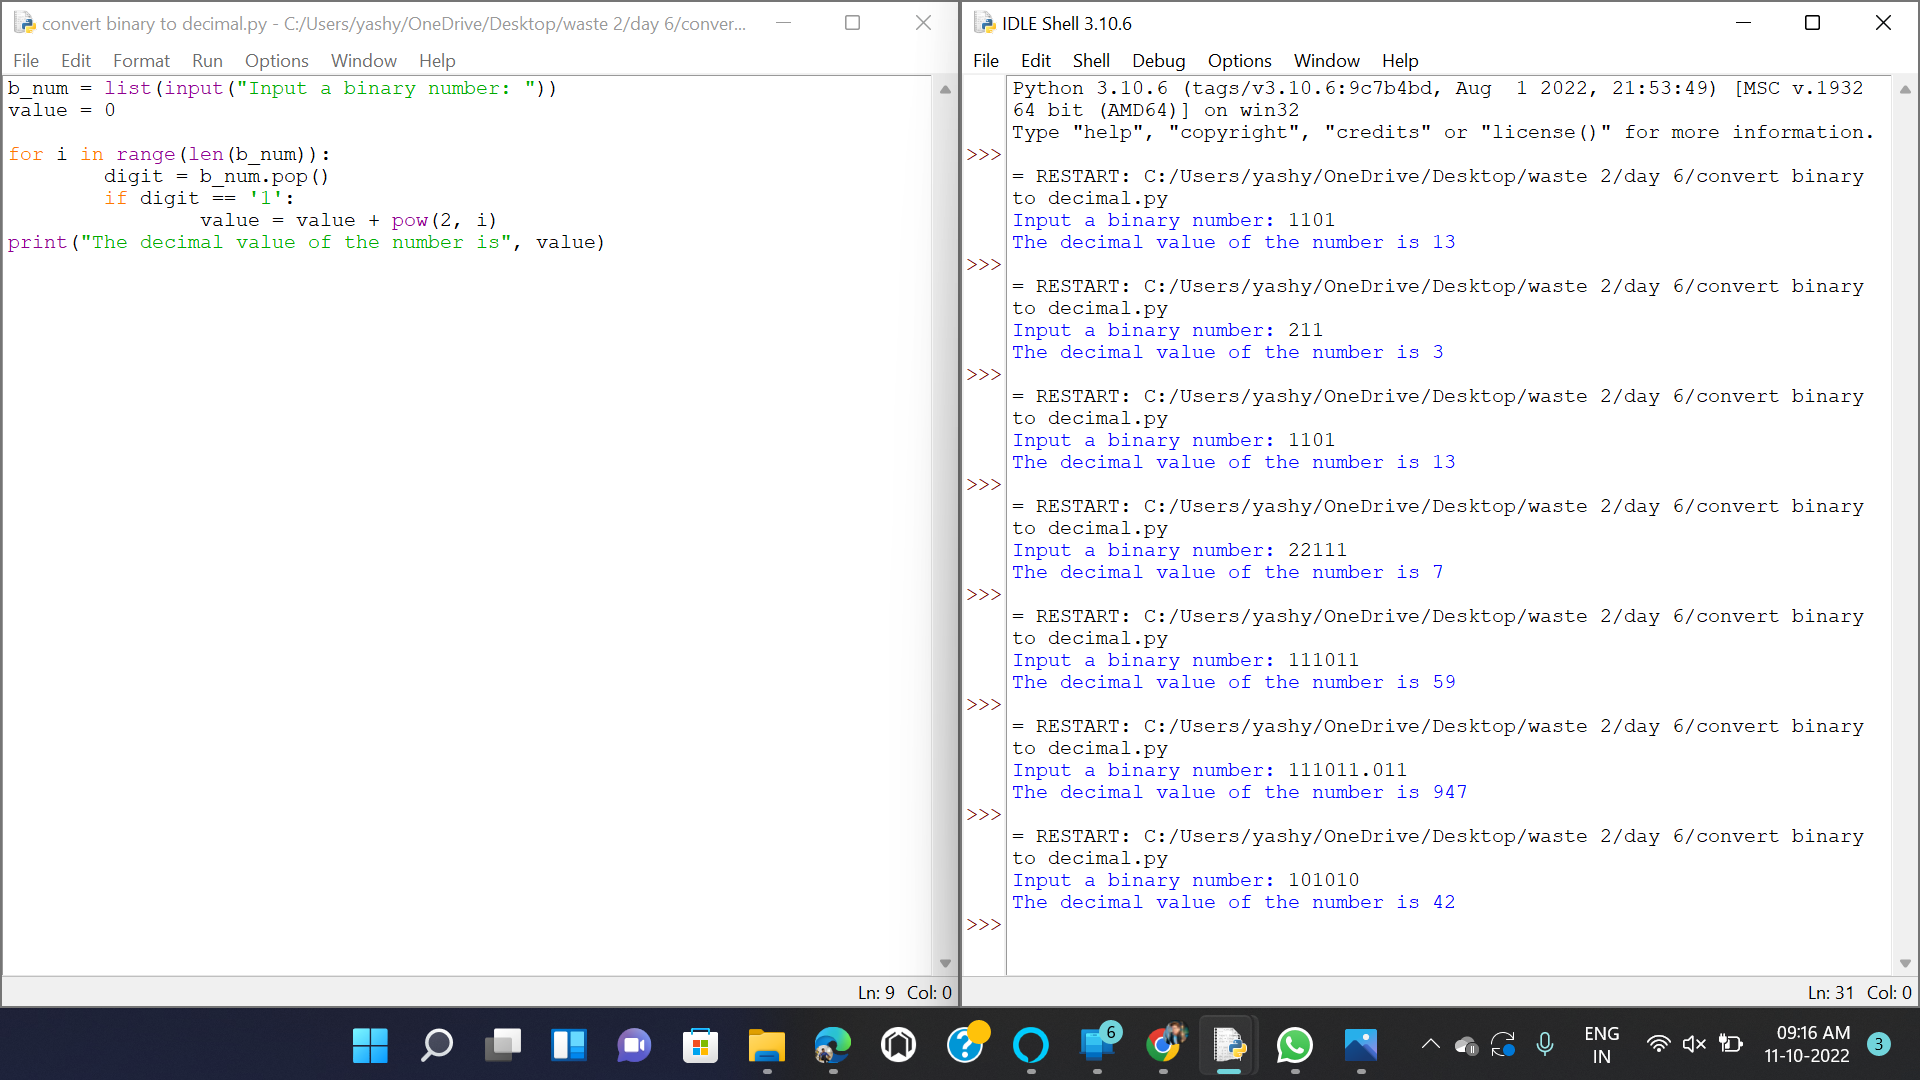 convert binary to decimal.py - C:/Users/yashy/OneDrive/Desktop/waste 2/day 6/conver...
File Edit Format Run Options Window Help
b_num = list(input("Input a binary number: "))
value = 0
for i in range(len(b_num)):
        digit = b_num.pop()
        if digit == '1':
                value = value + pow(2, i)
print("The decimal value of the number is", value)
Ln: 9 Col: 0
IDLE Shell 3.10.6
File Edit Shell Debug Options Window Help
Python 3.10.6 (tags/v3.10.6:9c7b4bd, Aug  1 2022, 21:53:49) [MSC v.1932
64 bit (AMD64)] on win32
Type "help", "copyright", "credits" or "license()" for more information.
>>>
= RESTART: C:/Users/yashy/OneDrive/Desktop/waste 2/day 6/convert binary
to decimal.py
Input a binary number: 1101
The decimal value of the number is 13
>>>
= RESTART: C:/Users/yashy/OneDrive/Desktop/waste 2/day 6/convert binary
to decimal.py
Input a binary number: 211
The decimal value of the number is 3
>>>
= RESTART: C:/Users/yashy/OneDrive/Desktop/waste 2/day 6/convert binary
to decimal.py
Input a binary number: 1101
The decimal value of the number is 13
>>>
= RESTART: C:/Users/yashy/OneDrive/Desktop/waste 2/day 6/convert binary
to decimal.py
Input a binary number: 22111
The decimal value of the number is 7
>>>
= RESTART: C:/Users/yashy/OneDrive/Desktop/waste 2/day 6/convert binary
to decimal.py
Input a binary number: 111011
The decimal value of the number is 59
>>>
= RESTART: C:/Users/yashy/OneDrive/Desktop/waste 2/day 6/convert binary
to decimal.py
Input a binary number: 111011.011
The decimal value of the number is 947
>>>
= RESTART: C:/Users/yashy/OneDrive/Desktop/waste 2/day 6/convert binary
to decimal.py
Input a binary number: 101010
The decimal value of the number is 42
>>>
Ln: 31 Col: 0
6
ENG
IN
09:16 AM
11-10-2022
3